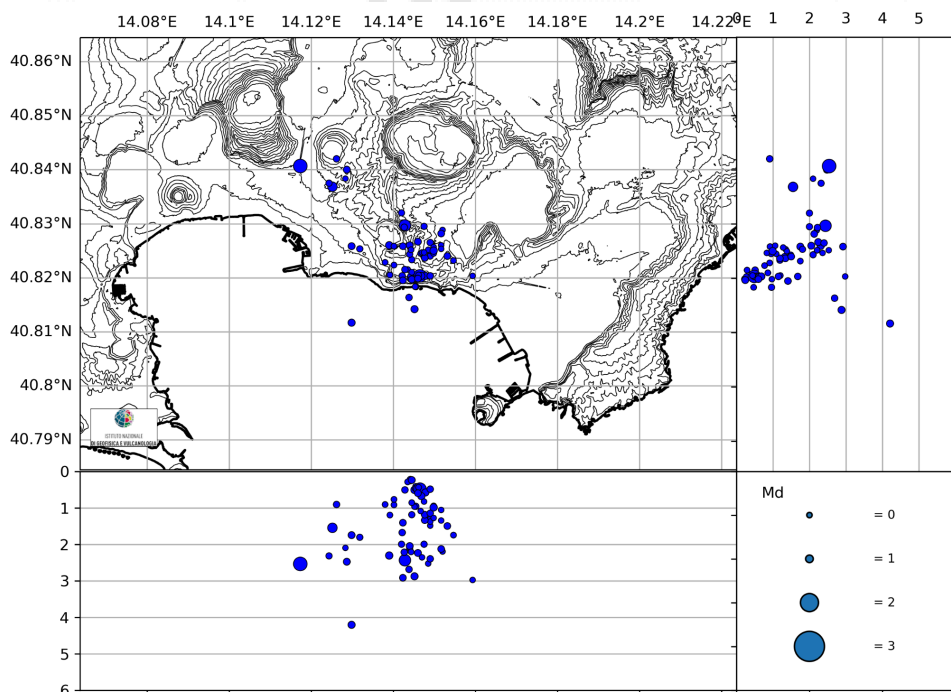 14.08°E 14.1°E 14.12°E 14.14°E 14.16°E 14.18°E 14.2°E 14.22°E
0 1 2 3 4 5
40.86°N
40.85°N
40.84°N
40.83°N
40.82°N
40.81°N
40.8°N
40.79°N
ISTITUTO NAZIONALE
DI GEOFISICA E VULCANOLOGIA
0
1
2
3
4
5
6
Md
= 0
= 1
= 2
= 3